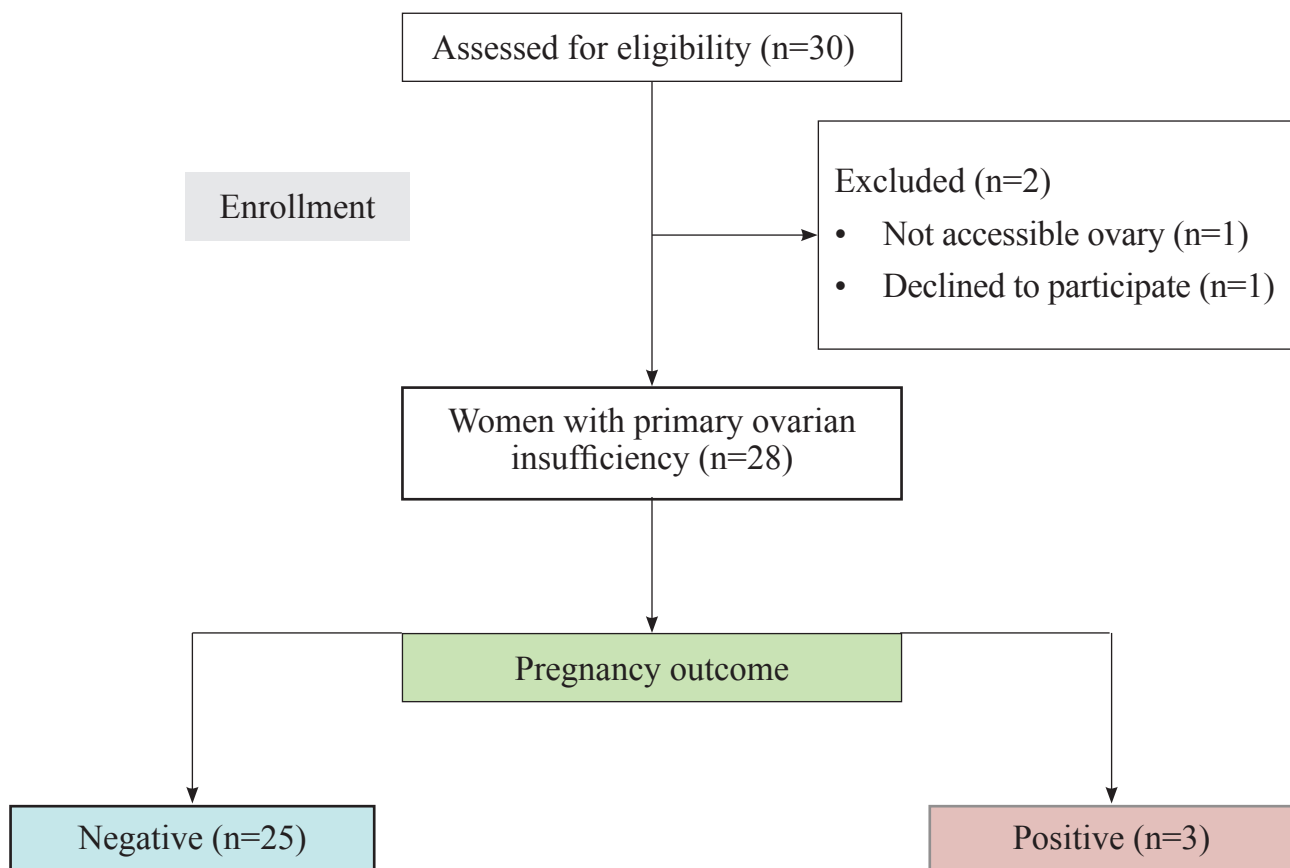 Assessed for eligibility (n=30)
Enrollment
Excluded (n=2)
• Not accessible ovary (n=1)
• Declined to participate (n=1)
Women with primary ovarian
insufficiency (n=28)
Pregnancy outcome
Negative (n=25)
Positive (n=3)